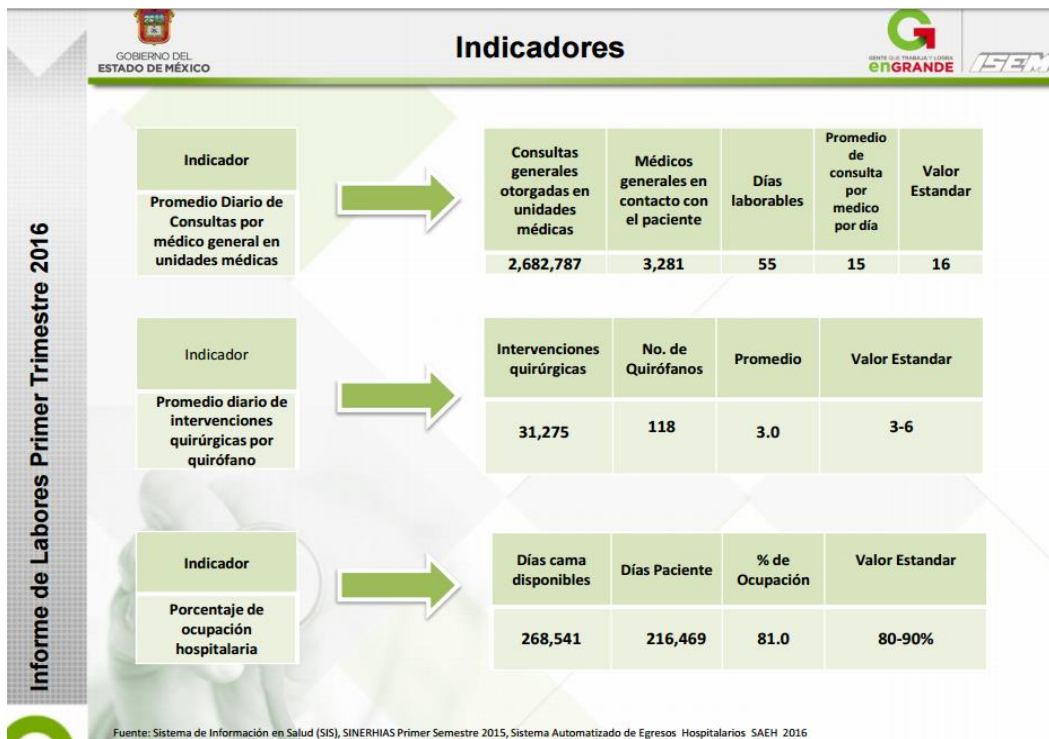 GOBIERNO DEL
ESTADO DE MÉXICO
Indicadores
GENTE QUE TRABAJA Y LOGRA
enGRANDE
ISEM
Informe de Labores Primer Trimestre 2016
Indicador
Promedio Diario de
Consultas por
médico general en
unidades médicas
Consultas
generales
otorgadas en
unidades
médicas
Médicos
generales en
contacto con
el paciente
Días
laborables
Promedio
de
consulta
por
medico
por día
Valor
Estandar
2,682,787 3,281 55 15 16
Indicador
Promedio diario de
intervenciones
quirúrgicas por
quirófano
Intervenciones
quirúrgicas
No. de
Quirófanos
Promedio
Valor Estandar
31,275 118 3.0 3-6
Indicador
Porcentaje de
ocupación
hospitalaria
Días cama
disponibles
Días Paciente
% de
Ocupación
Valor Estandar
268,541 216,469 81.0 80-90%
Fuente: Sistema de Información en Salud (SIS), SINERHIAS Primer Semestre 2015, Sistema Automatizado de Egresos Hospitalarios SAEH 2016